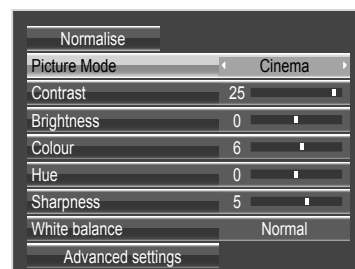 Normalise
Picture Mode Cinema
Contrast 25
Brightness 0
Colour 6
Hue 0
Sharpness 5
White balance Normal
Advanced settings